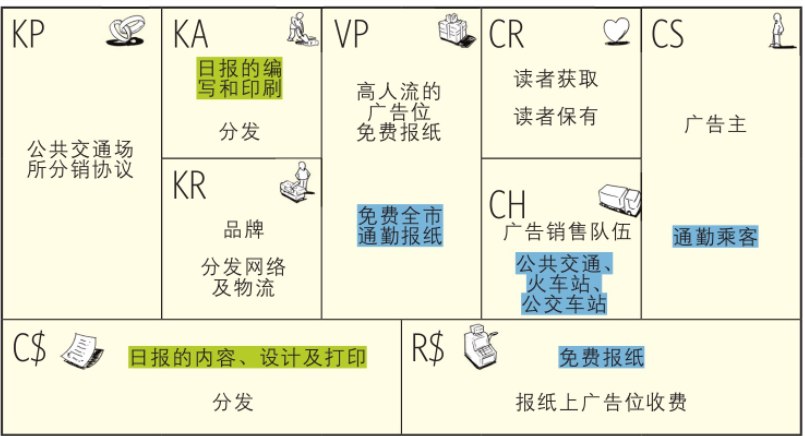 KP
公共交通场
所分销协议
KA
日报的编
写和印刷
分发
KR
品牌
分发网络
及物流
VP
高人流的
广告位
免费报纸
免费全市
通勤报纸
CR
读者获取
读者保有
CH
广告销售队伍
公共交通、
火车站、
公交车站
CS
广告主
通勤乘客
C$
日报的内容、设计及打印
分发
R$
免费报纸
报纸上广告位收费